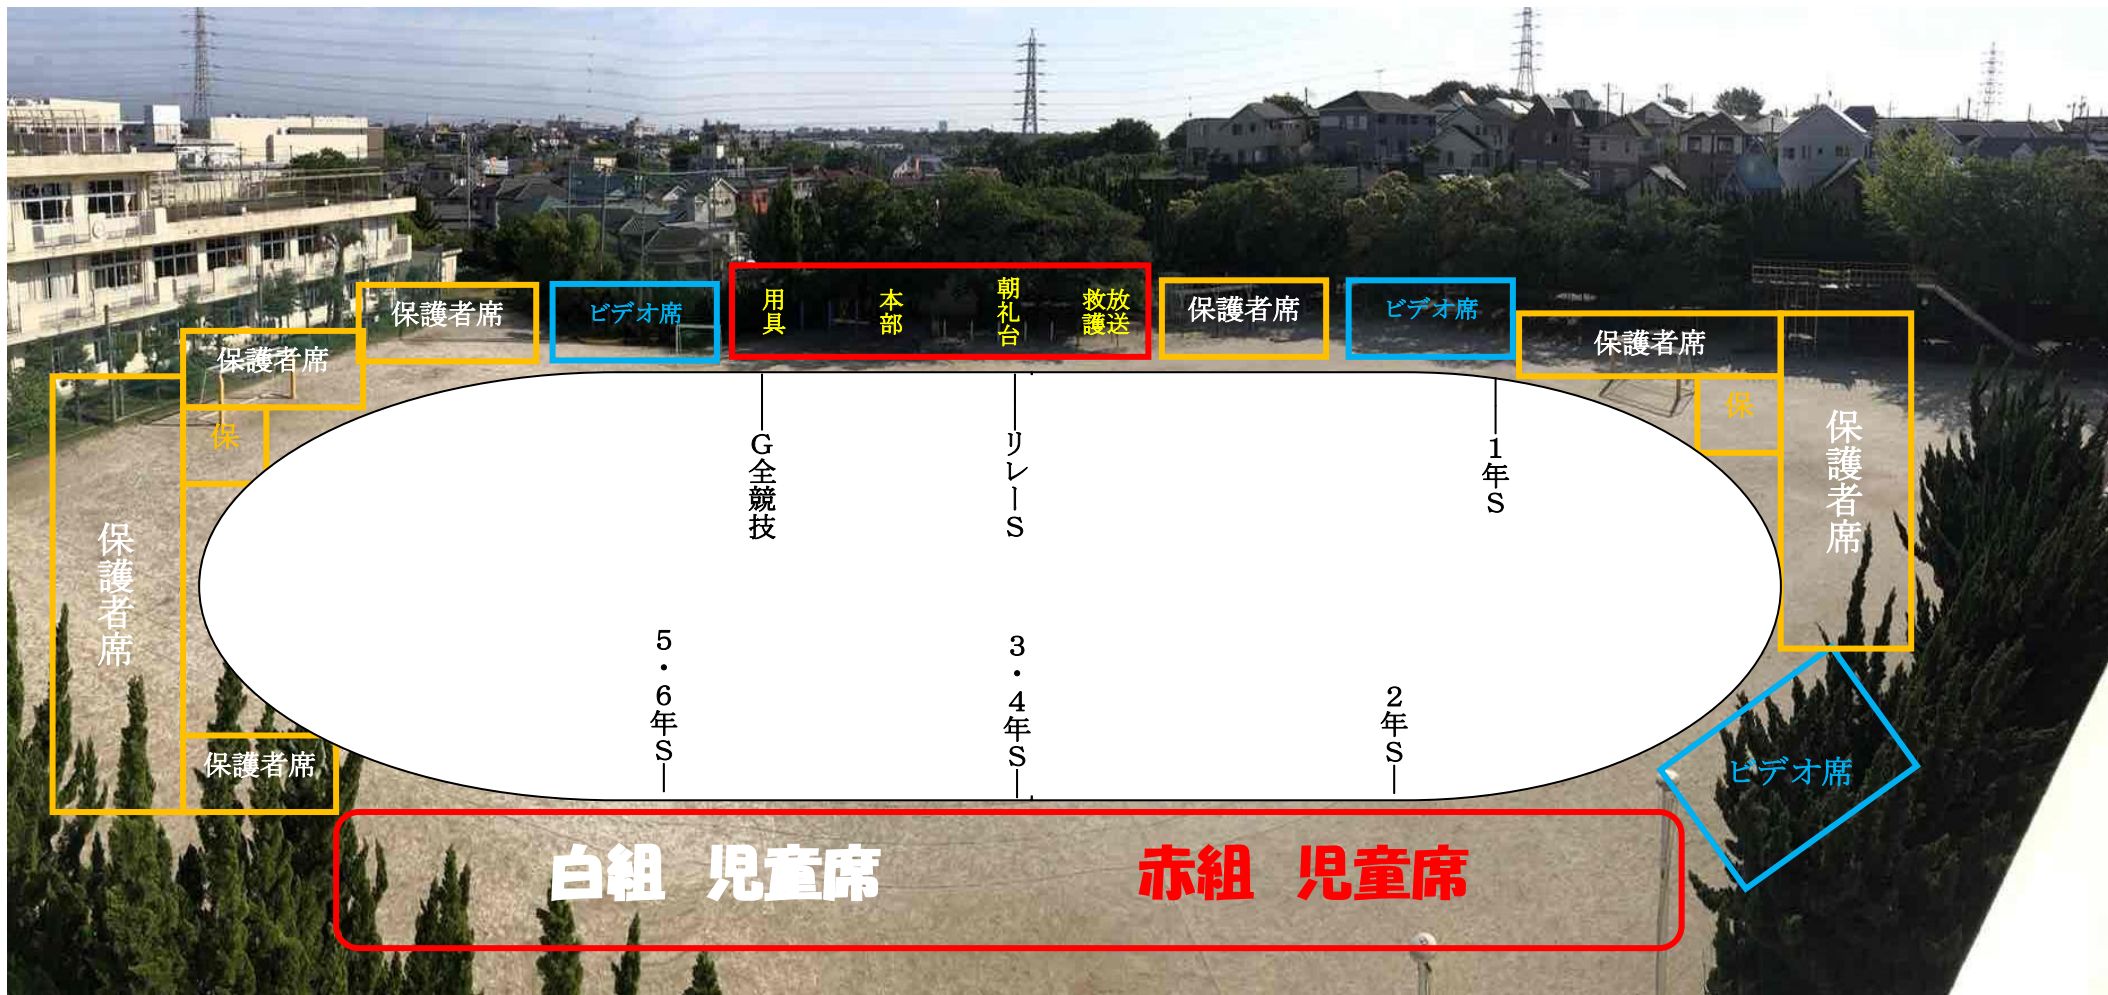 保護者席
ビデオ席
用具
本部
朝礼台
放送
救護
保護者席
ビデオ席
保護者席
保護者席
保
保
保護者席
保護者席
G全競技
リレーS
1年S
5・6年S
3・4年S
2年S
保護者席
ビデオ席
白組 児童席
赤組 児童席